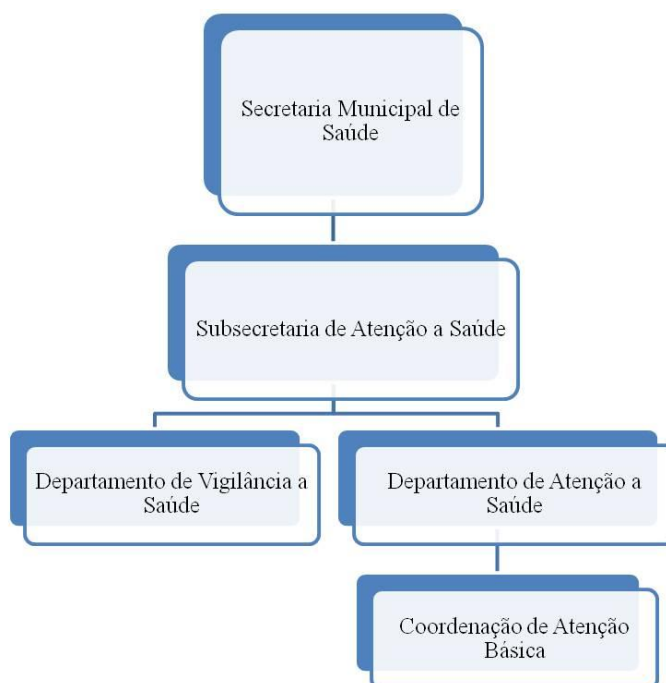 Secretaria Municipal de
Saúde
Subsecretaria de Atenção a Saúde
Departamento de Vigilância a
Saúde
Departamento de Atenção a
Saúde
Coordenação de Atenção
Básica